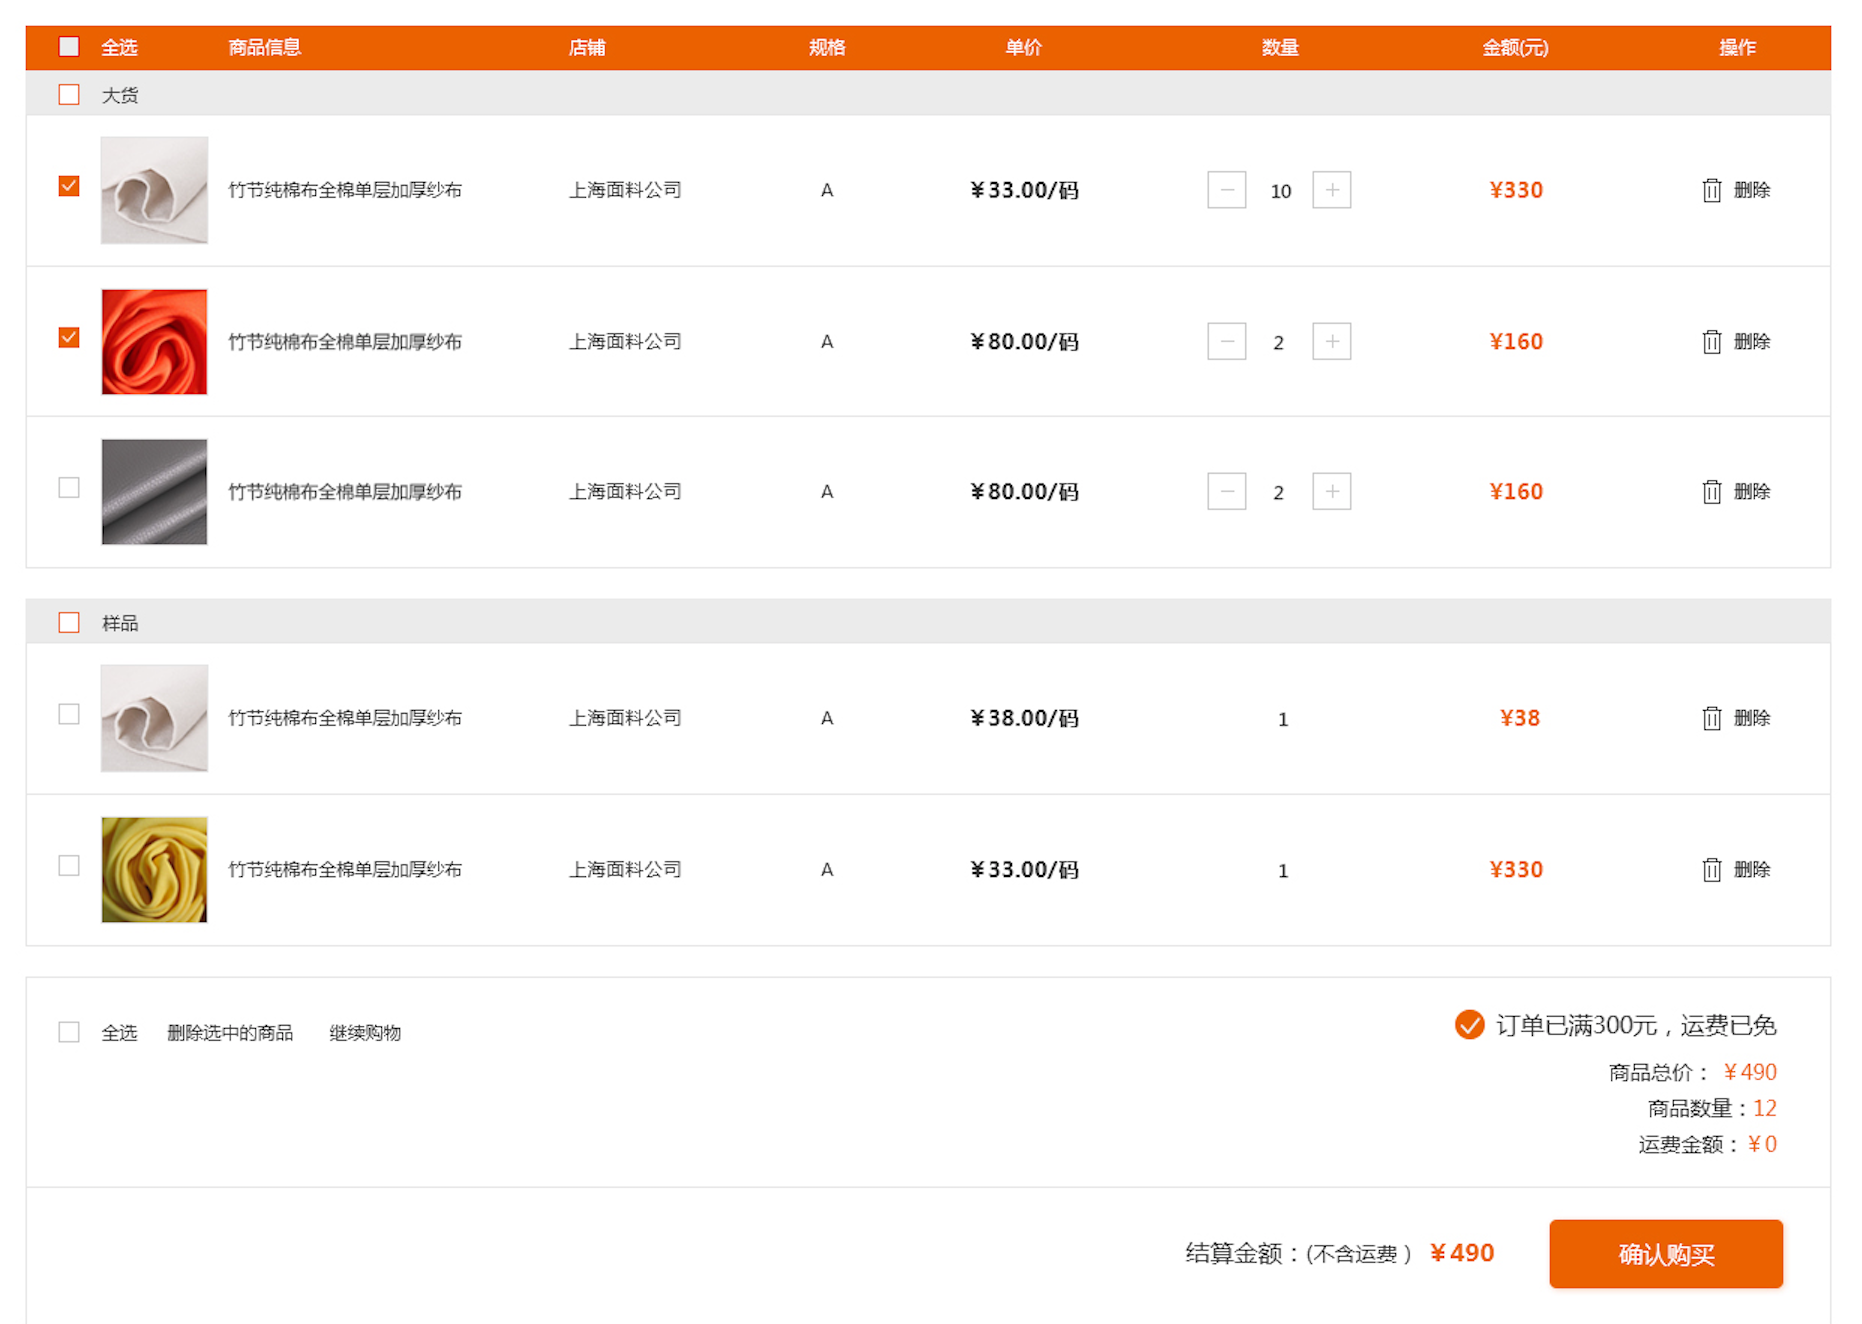 全选 商品信息 店铺 规格 单价 数量 金额(元) 操作
大货
竹节纯棉布全棉单层加厚纱布 上海面料公司 A ¥33.00/码 − 10 + ¥330 删除
竹节纯棉布全棉单层加厚纱布 上海面料公司 A ¥80.00/码 − 2 + ¥160 删除
竹节纯棉布全棉单层加厚纱布 上海面料公司 A ¥80.00/码 − 2 + ¥160 删除
样品
竹节纯棉布全棉单层加厚纱布 上海面料公司 A ¥38.00/码 1 ¥38 删除
竹节纯棉布全棉单层加厚纱布 上海面料公司 A ¥33.00/码 1 ¥330 删除
全选 删除选中的商品 继续购物
订单已满300元，运费已免
商品总价：¥490
商品数量：12
运费金额：¥0
结算金额：(不含运费） ¥490 确认购买